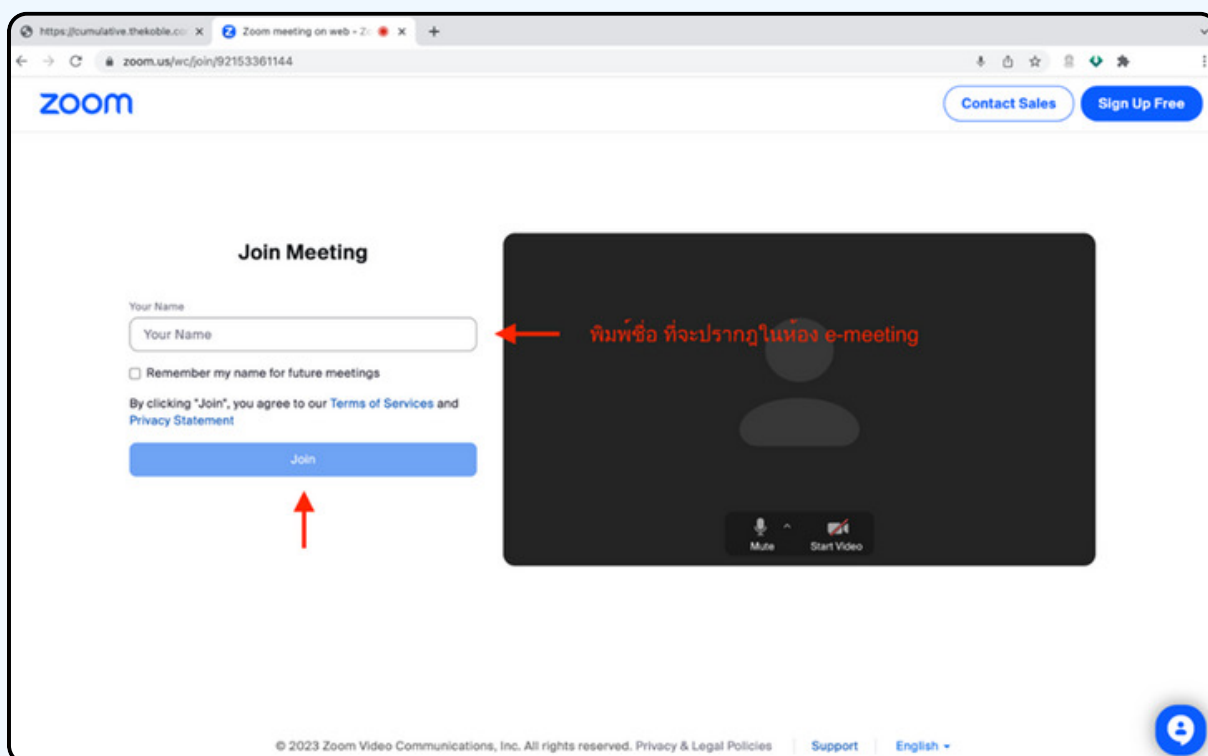 https://cumulative.thekoble.co
Zoom meeting on web - Zo
zoom.us/wc/join/92153361144
zoom
Contact Sales
Sign Up Free
Join Meeting
Your Name
Your Name
พิมพ์ชื่อ ที่จะปรากฏในห้อง e-meeting
Remember my name for future meetings
By clicking "Join", you agree to our Terms of Services and
Privacy Statement
Join
Mute
Start Video
© 2023 Zoom Video Communications, Inc. All rights reserved. Privacy & Legal Policies
Support
English